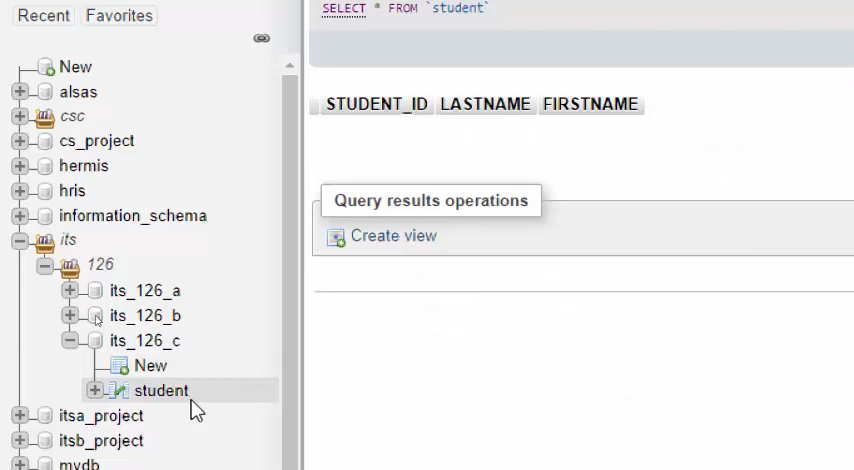 Recent
Favorites
New
alsas
csc
cs_project
hermis
hris
information_schema
its
126
its_126_a
its_126_b
its_126_c
New
student
itsa_project
itsb_project
mydb
SELECT * FROM `student`
STUDENT_ID LASTNAME FIRSTNAME
Query results operations
Create view